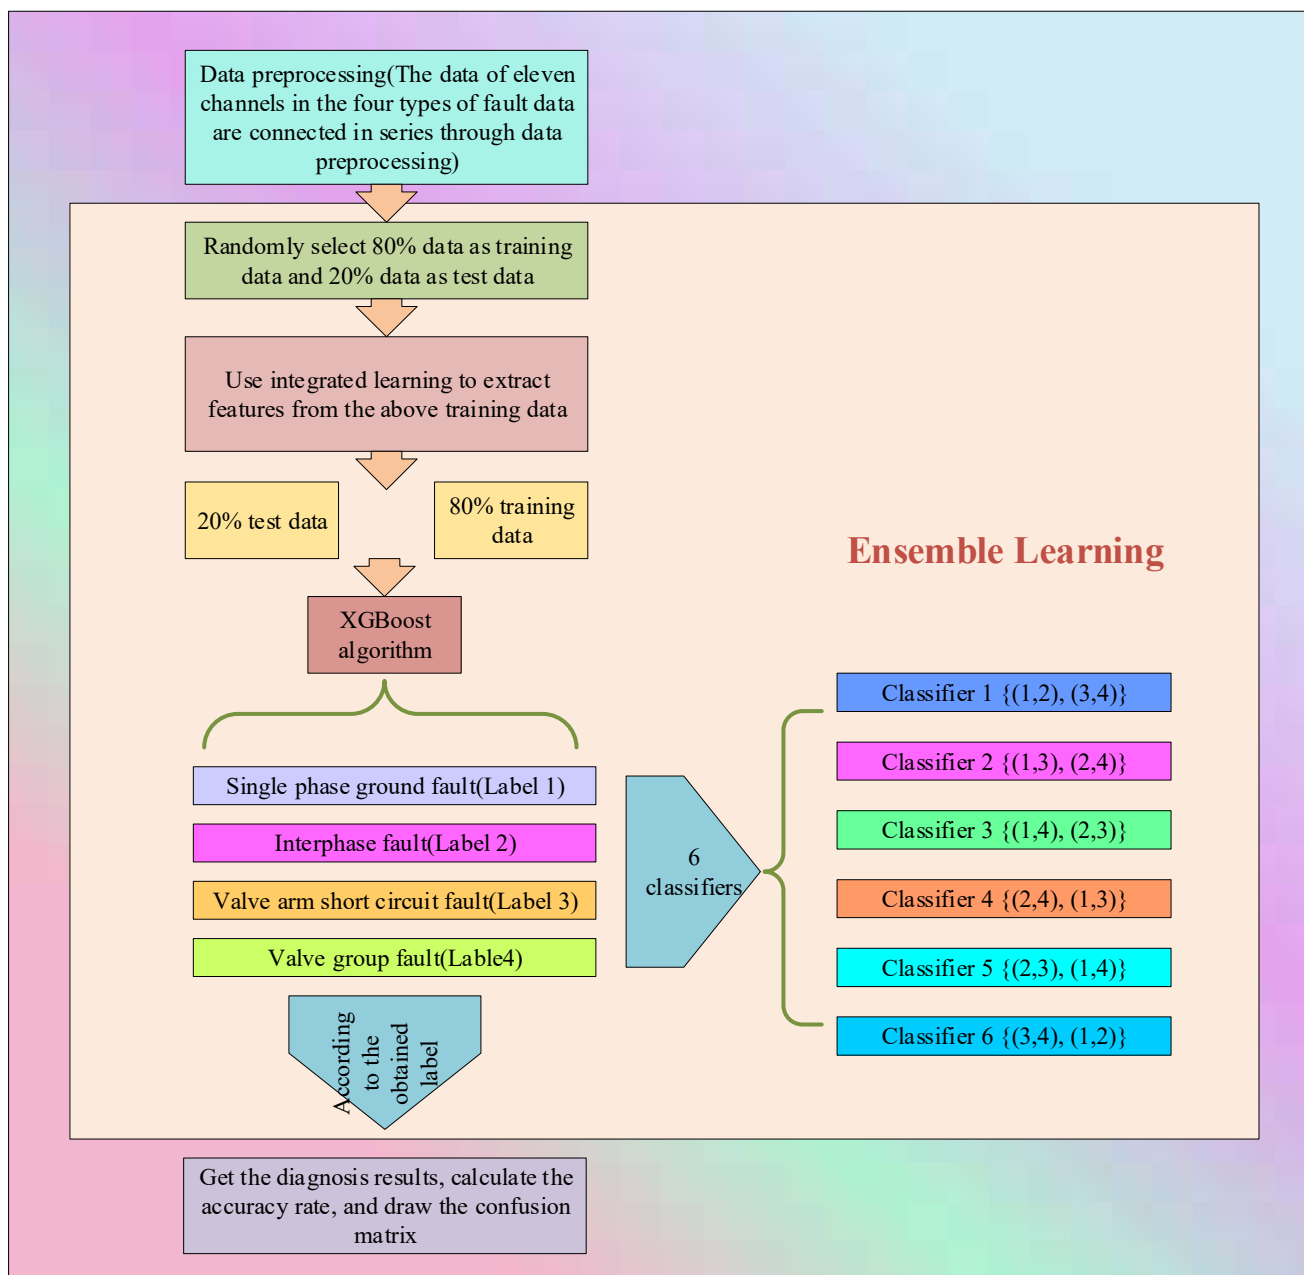 Data preprocessing(The data of eleven
channels in the four types of fault data
are connected in series through data
preprocessing)
Randomly select 80% data as training
data and 20% data as test data
Use integrated learning to extract
features from the above training data
20% test data
80% training
data
XGBoost
algorithm
Single phase ground fault(Label 1)
Interphase fault(Label 2)
Valve arm short circuit fault(Label 3)
Valve group fault(Lable4)
According
to the
obtained
label
6
classifiers
Ensemble Learning
Classifier 1 {(1,2), (3,4)}
Classifier 2 {(1,3), (2,4)}
Classifier 3 {(1,4), (2,3)}
Classifier 4 {(2,4), (1,3)}
Classifier 5 {(2,3), (1,4)}
Classifier 6 {(3,4), (1,2)}
Get the diagnosis results, calculate the
accuracy rate, and draw the confusion
matrix